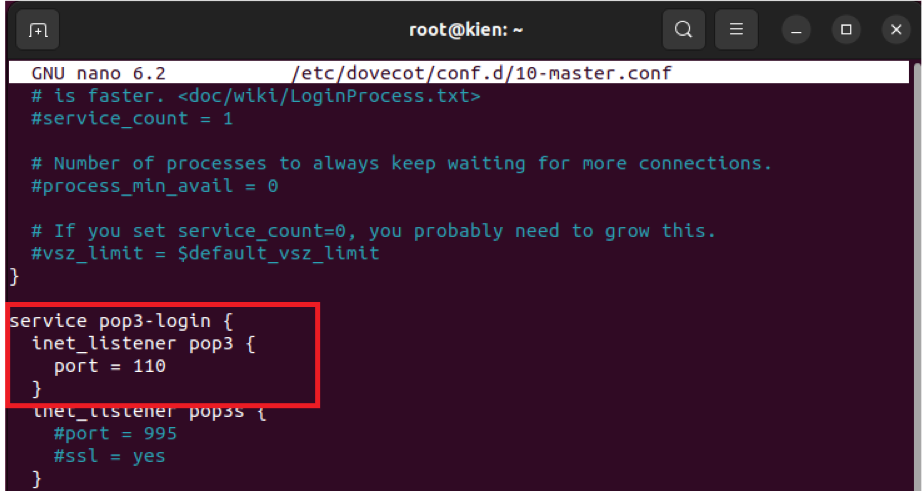 root@kien: ~
GNU nano 6.2 /etc/dovecot/conf.d/10-master.conf
# is faster. <doc/wiki/LoginProcess.txt>
#service_count = 1
# Number of processes to always keep waiting for more connections.
#process_min_avail = 0
# If you set service_count=0, you probably need to grow this.
#vsz_limit = $default_vsz_limit
}
service pop3-login {
inet_listener pop3 {
port = 110
}
inet_listener pop3s {
#port = 995
#ssl = yes
}